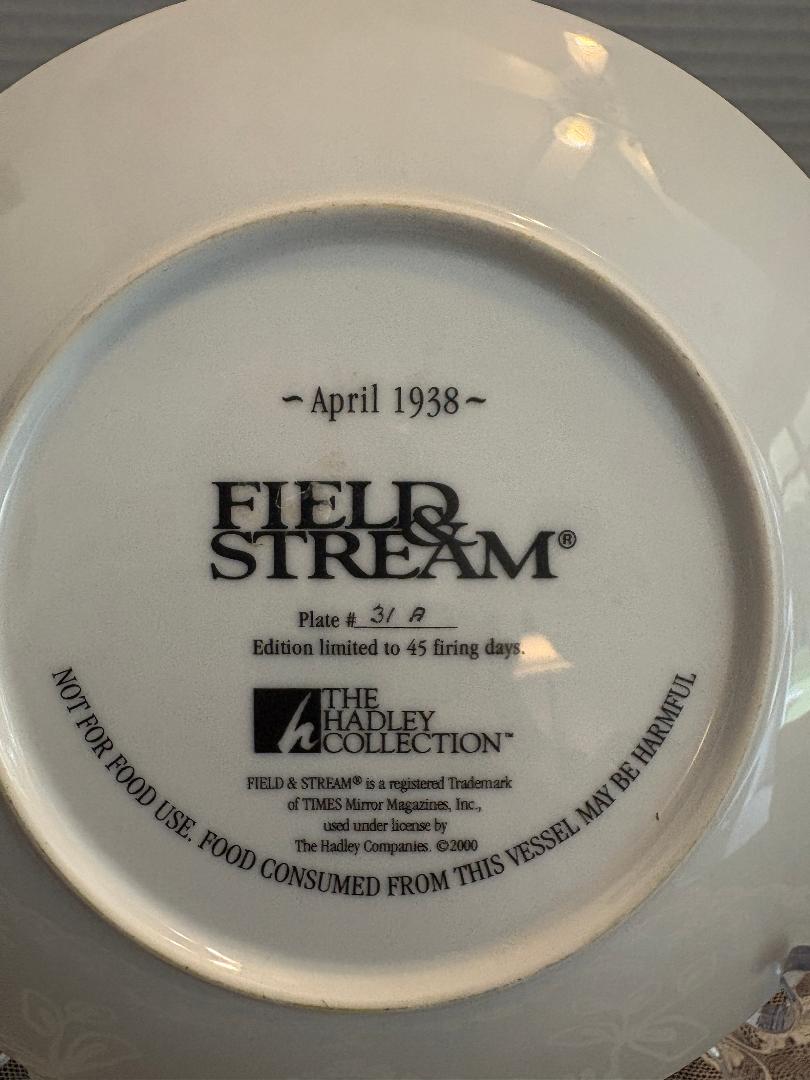 ~April 1938~
FIELD &
STREAM®
Plate # 31 A
Edition limited to 45 firing days.
h THE
HADLEY
COLLECTION™
FIELD & STREAM® is a registered Trademark
of TIMES Mirror Magazines, Inc.,
used under license by
The Hadley Companies. ©2000
NOT FOR FOOD USE. FOOD CONSUMED FROM THIS VESSEL MAY BE HARMFUL